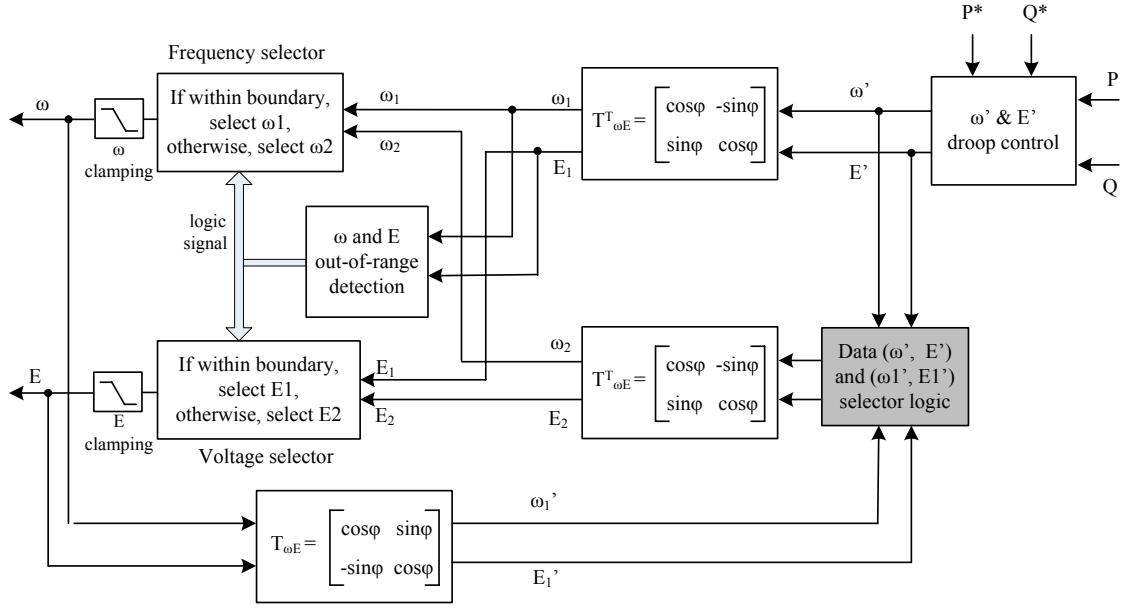 P*
Q*
Frequency selector
P
ω
If within boundary,
select ω1,
otherwise, select ω2
ω₁
ω₂
ω₁
E₁
TᵀωE =
cosφ -sinφ
sinφ cosφ
ω’
E’
ω’ & E’
droop control
ω
clamping
Q
logic
signal
ω and E
out-of-range
detection
E
If within boundary,
select E1,
otherwise, select E2
E₁
E₂
ω₂
E₂
TᵀωE =
cosφ -sinφ
sinφ cosφ
Data (ω’, E’)
and (ω1’, E1’)
selector logic
E
clamping
Voltage selector
TωE =
cosφ sinφ
-sinφ cosφ
ω₁’
E₁’